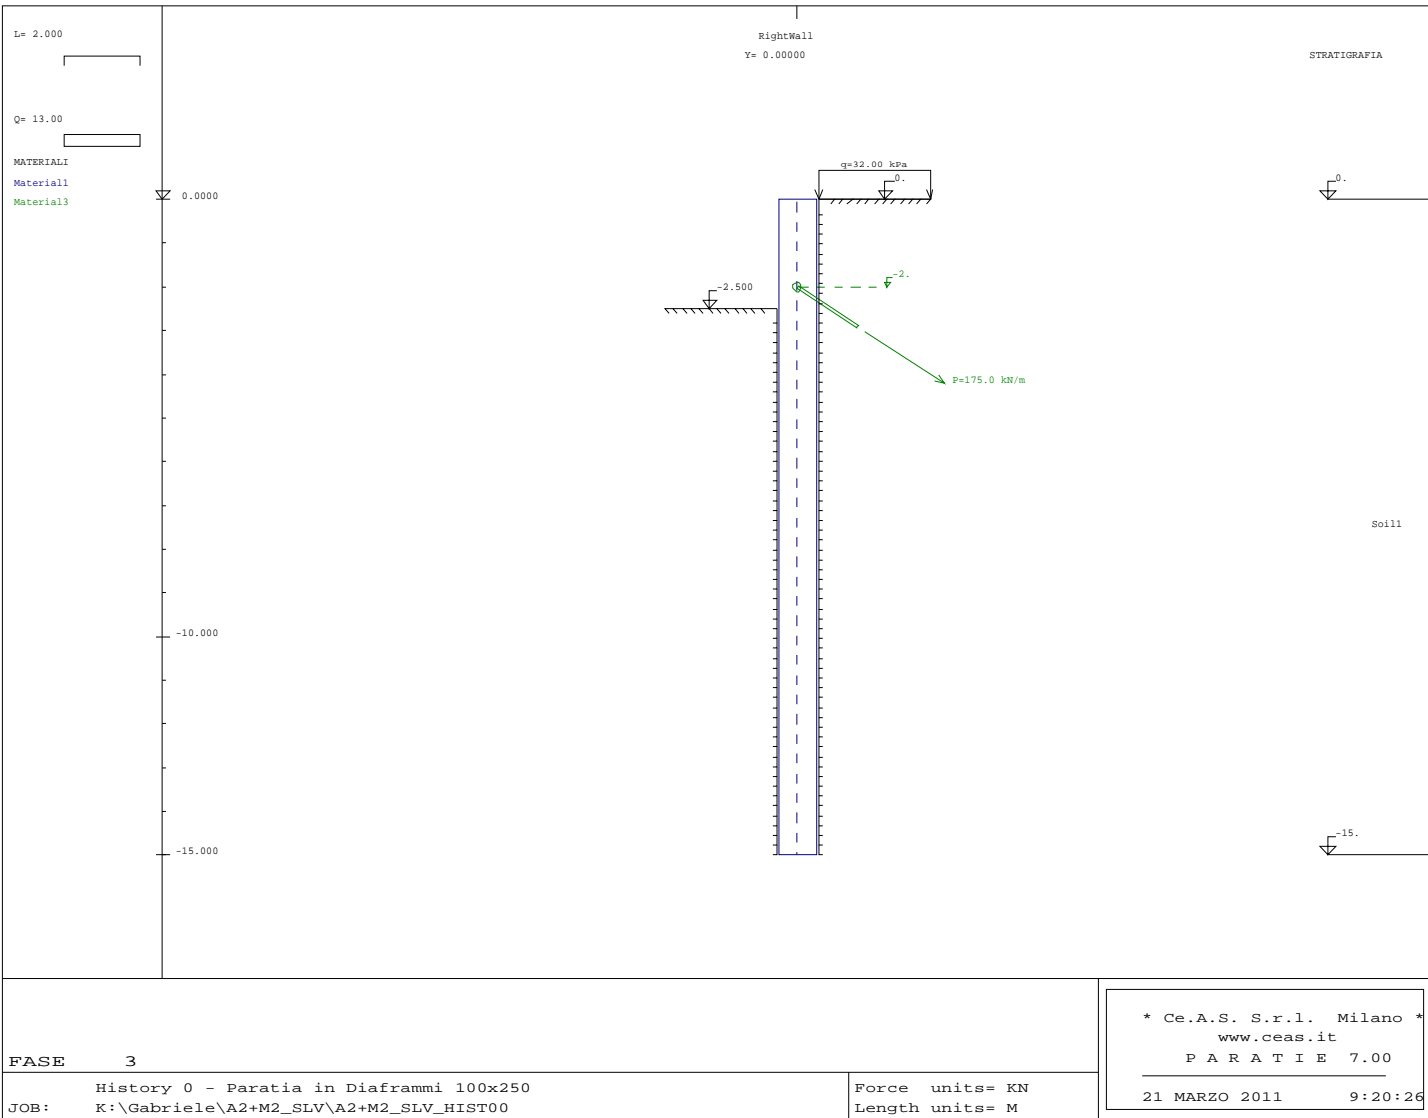 L= 2.000
RightWall
Y= 0.00000
STRATIGRAFIA
Q= 13.00
MATERIALI
Material1
Material3
q=32.00 kPa
0.
0.
0.0000
-2.
-2.500
P=175.0 kN/m
Soil1
-10.000
-15.
-15.000
* Ce.A.S. S.r.l. Milano *
www.ceas.it
P A R A T I E 7.00
21 MARZO 2011 9:20:26
FASE 3
History 0 - Paratia in Diaframmi 100x250
JOB: K:\Gabriele\A2+M2_SLV\A2+M2_SLV_HIST00
Force units= KN
Length units= M